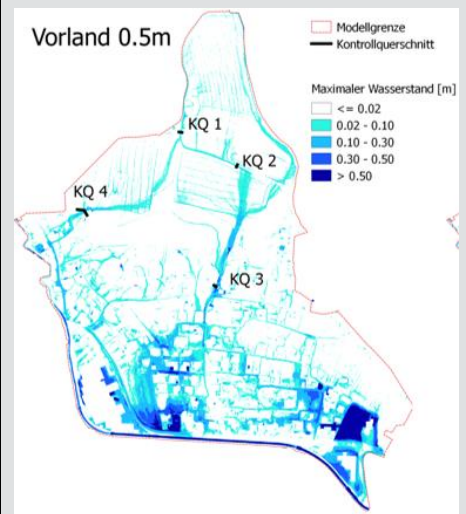 Vorland 0.5m
Modellgrenze
Kontrollquerschnitt
Maximaler Wasserstand [m]
<= 0.02
0.02 - 0.10
0.10 - 0.30
0.30 - 0.50
> 0.50
KQ 1
KQ 2
KQ 4
KQ 3